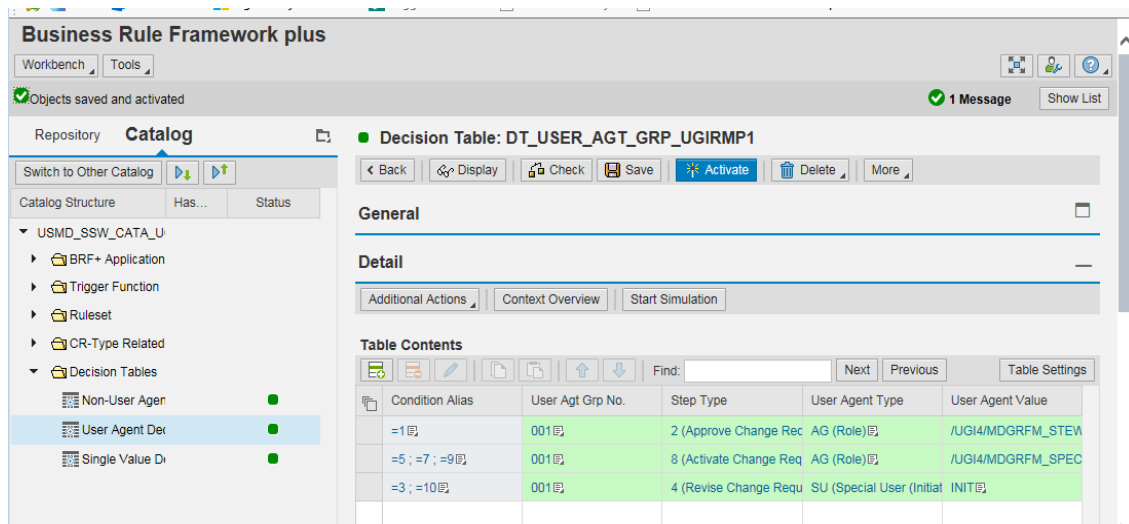 Business Rule Framework plus
Workbench Tools
Objects saved and activated 1 Message Show List
Repository Catalog
Switch to Other Catalog
Catalog Structure Has... Status
USMD_SSW_CATA_U
BRF+ Application
Trigger Function
Ruleset
CR-Type Related
Decision Tables
Non-User Agen
User Agent Dec
Single Value D
Decision Table: DT_USER_AGT_GRP_UGIRMP1
Back Display Check Save Activate Delete More
General
Detail
Additional Actions Context Overview Start Simulation
Table Contents
Find: Next Previous Table Settings
Condition Alias User Agt Grp No. Step Type User Agent Type User Agent Value
=1 001 2 (Approve Change Req AG (Role) /UGI4/MDGRFM_STEW
=5 ; =7 ; =9 001 8 (Activate Change Req AG (Role) /UGI4/MDGRFM_SPEC
=3 ; =10 001 4 (Revise Change Requ SU (Special User (Initiat INIT